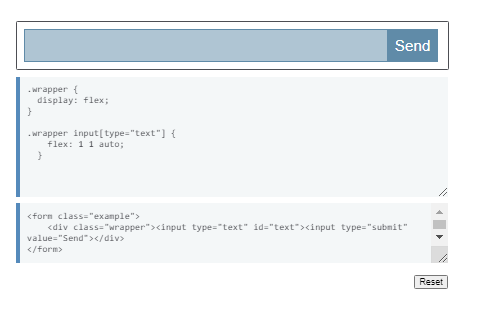 Send
.wrapper {
  display: flex;
}

.wrapper input[type="text"] {
    flex: 1 1 auto;
  }
<form class="example">
    <div class="wrapper"><input type="text" id="text"><input type="submit"
value="Send"></div>
</form>
Reset